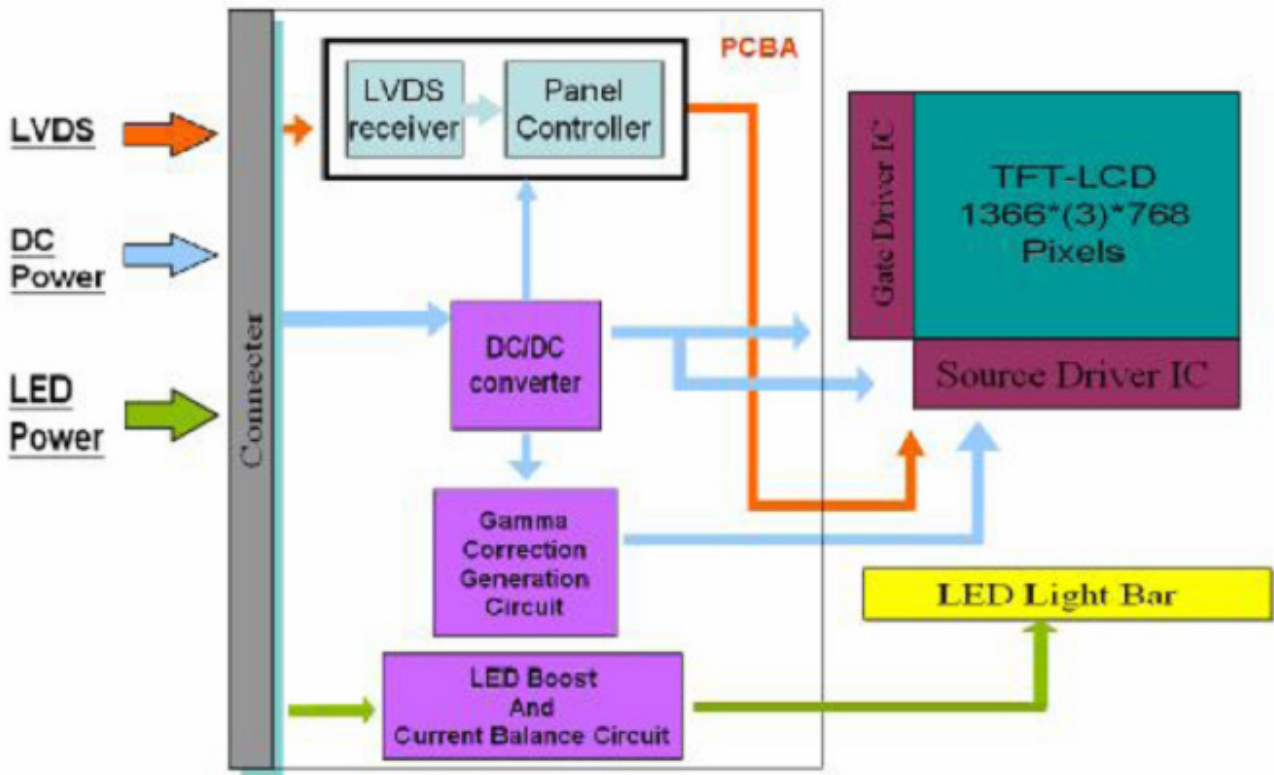 PCBA
LVDS
receiver
Panel
Controller
LVDS
DC
Power
LED
Power
Connecter
DC/DC
converter
Gamma
Correction
Generation
Circuit
LED Boost
And
Current Balance Circuit
Gate Driver IC
TFT-LCD
1366*(3)*768
Pixels
Source Driver IC
LED Light Bar